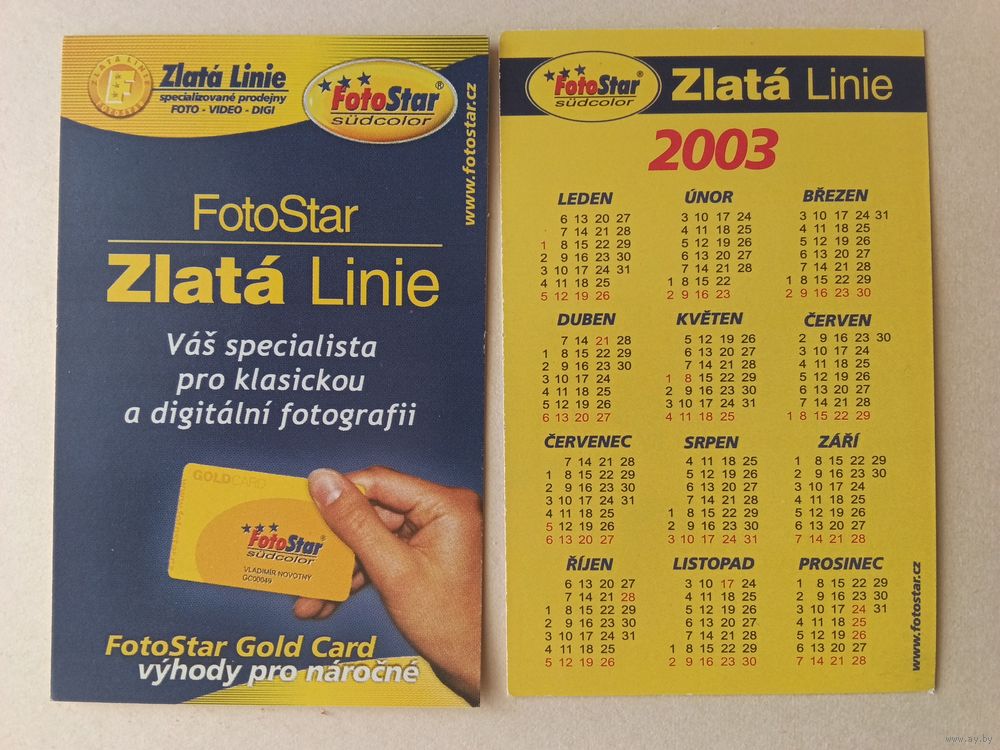 ZLATÁ LINIE
F
FOTOSTAR
Zlatá Linie
specializované prodejny
FOTO - VIDEO - DIGI
FotoStar®
südcolor
www.fotostar.cz
FotoStar
Zlatá Linie
Váš specialista
pro klasickou
a digitální fotografii
GOLDCARD
FotoStar®
südcolor
VLADIMÍR NOVOTNÝ
GC00049
FotoStar Gold Card
výhody pro náročné
FotoStar®
südcolor
Zlatá Linie
2003
LEDEN
6 13 20 27
7 14 21 28
1 8 15 22 29
2 9 16 23 30
3 10 17 24 31
4 11 18 25
5 12 19 26
ÚNOR
3 10 17 24
4 11 18 25
5 12 19 26
6 13 20 27
7 14 21 28
1 8 15 22
2 9 16 23
BŘEZEN
3 10 17 24 31
4 11 18 25
5 12 19 26
6 13 20 27
7 14 21 28
1 8 15 22 29
2 9 16 23 30
DUBEN
7 14 21 28
1 8 15 22 29
2 9 16 23 30
3 10 17 24
4 11 18 25
5 12 19 26
6 13 20 27
KVĚTEN
5 12 19 26
6 13 20 27
7 14 21 28
1 8 15 22 29
2 9 16 23 30
3 10 17 24 31
4 11 18 25
ČERVEN
2 9 16 23 30
3 10 17 24
4 11 18 25
5 12 19 26
6 13 20 27
7 14 21 28
1 8 15 22 29
ČERVENEC
7 14 21 28
1 8 15 22 29
2 9 16 23 30
3 10 17 24 31
4 11 18 25
5 12 19 26
6 13 20 27
SRPEN
4 11 18 25
5 12 19 26
6 13 20 27
7 14 21 28
1 8 15 22 29
2 9 16 23 30
3 10 17 24 31
ZÁŘÍ
1 8 15 22 29
2 9 16 23 30
3 10 17 24
4 11 18 25
5 12 19 26
6 13 20 27
7 14 21 28
ŘÍJEN
6 13 20 27
7 14 21 28
1 8 15 22 29
2 9 16 23 30
3 10 17 24 31
4 11 18 25
5 12 19 26
LISTOPAD
3 10 17 24
4 11 18 25
5 12 19 26
6 13 20 27
7 14 21 28
1 8 15 22 29
2 9 16 23 30
PROSINEC
1 8 15 22 29
2 9 16 23 30
3 10 17 24 31
4 11 18 25
5 12 19 26
6 13 20 27
7 14 21 28
www.fotostar.cz
www.ay.by